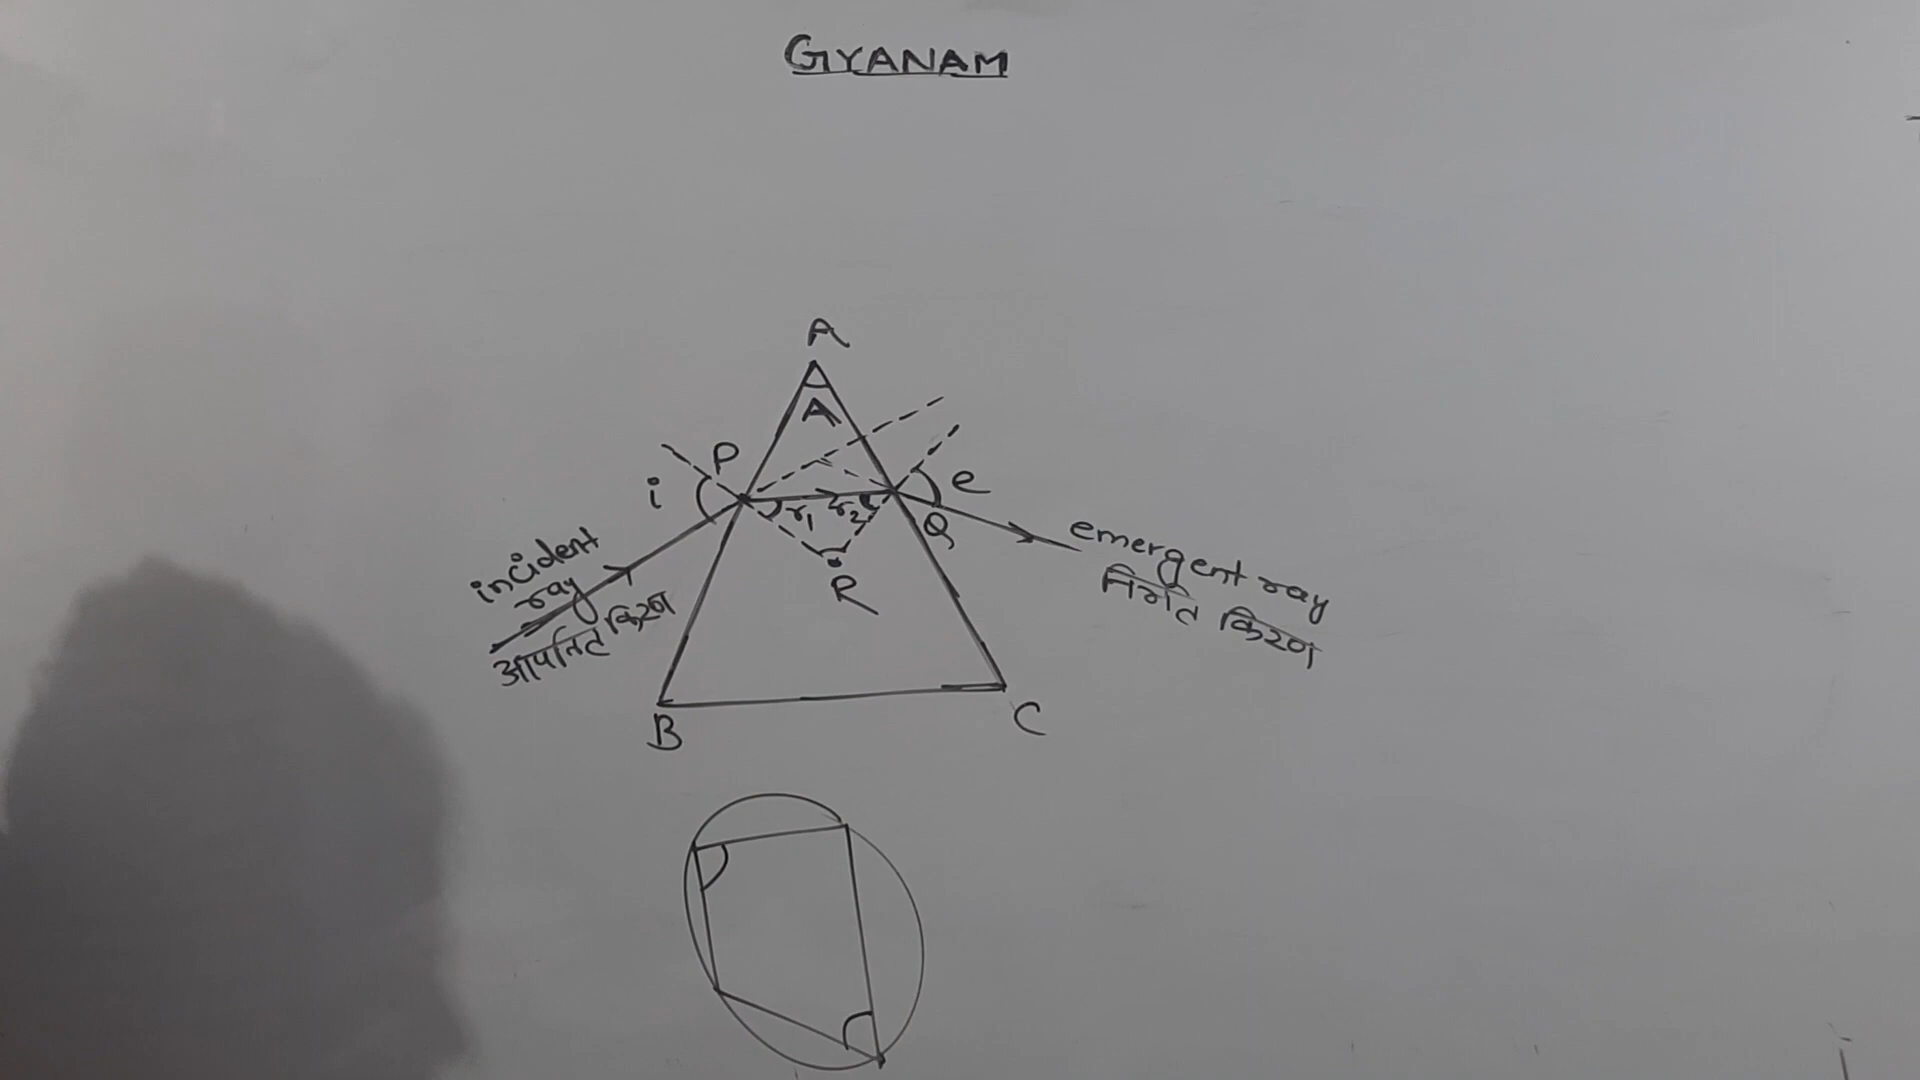 GYANAM
A
A
P
i
e
r1
r2
Q
R
incident
ray
आपतित किरण
emergent ray
निर्गत किरण
B
C